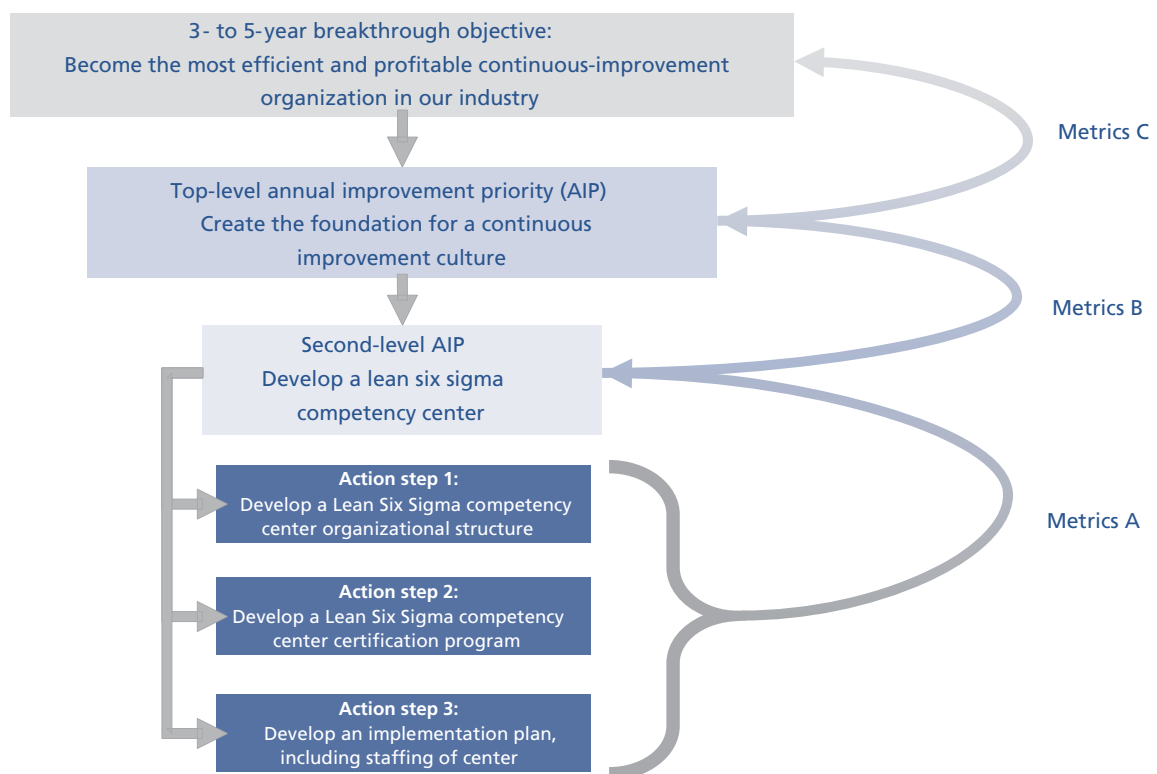 3- to 5-year breakthrough objective:
Become the most efficient and profitable continuous-improvement
organization in our industry
Metrics C
Top-level annual improvement priority (AIP)
Create the foundation for a continuous
improvement culture
Metrics B
Second-level AIP
Develop a lean six sigma
competency center
Action step 1:
Develop a Lean Six Sigma competency
center organizational structure
Metrics A
Action step 2:
Develop a Lean Six Sigma competency
center certification program
Action step 3:
Develop an implementation plan,
including staffing of center